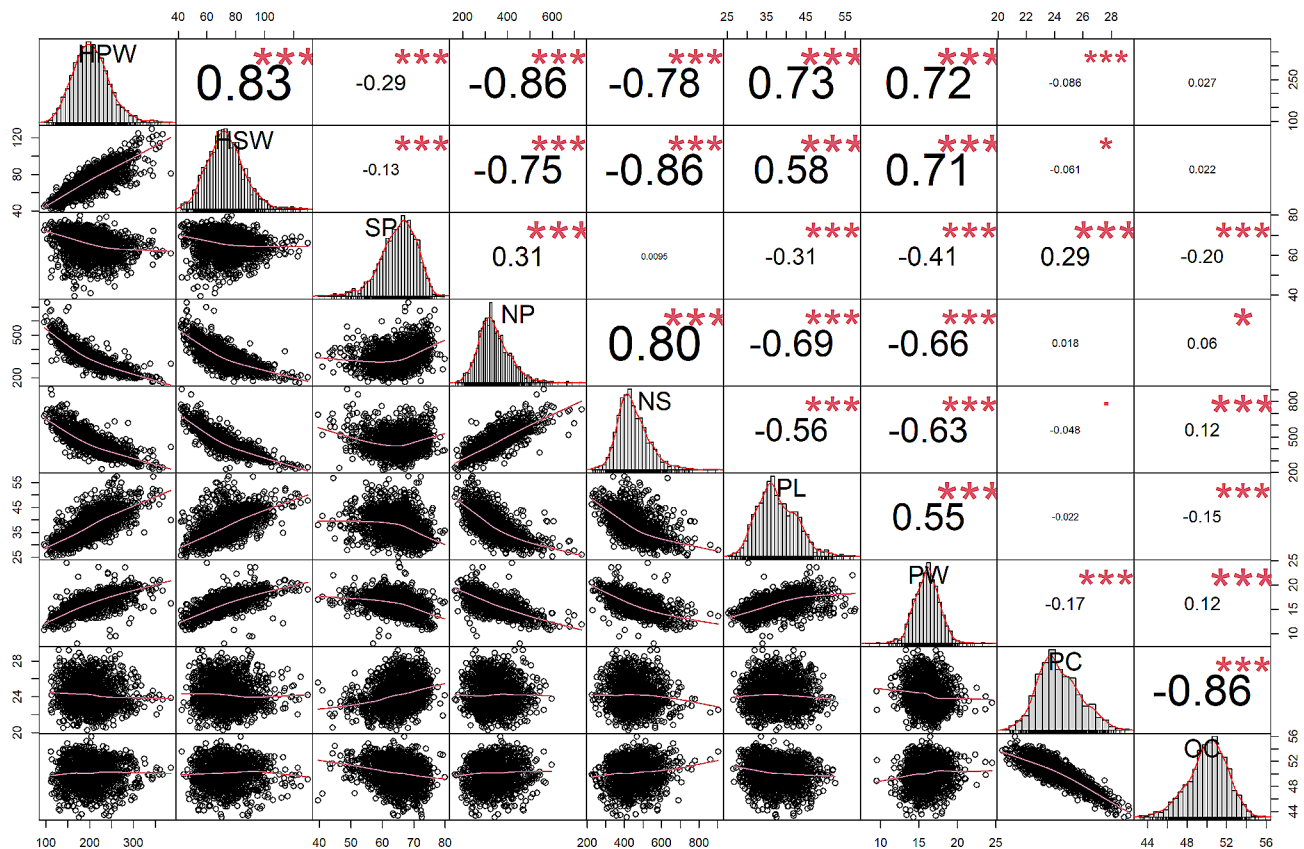 40 60 80 100 200 400 600 25 35 45 55 20 22 24 26 28
*** *** *** *** *** *** ***
HPW 0.83 -0.29 -0.86 -0.78 0.73 0.72 -0.086 0.027 100 250
*** *** *** *** *** *
40 80 120 HSW -0.13 -0.75 -0.86 0.58 0.71 -0.061 0.022
*** *** *** *** ***
SP 0.31 0.0095 -0.31 -0.41 0.29 -0.20 40 60 80
*** *** *** *
200 500 NP 0.80 -0.69 -0.66 0.018 0.06
*** *** . ***
NS -0.56 -0.63 -0.048 0.12 200 500 800
*** ***
25 35 45 55 PL 0.55 -0.022 -0.15
*** ***
PW -0.17 0.12 10 15 20 25
***
20 24 28 PC -0.86
OC 44 48 52 56
100 200 300 40 50 60 70 80 200 400 600 800 10 15 20 25 44 48 52 56